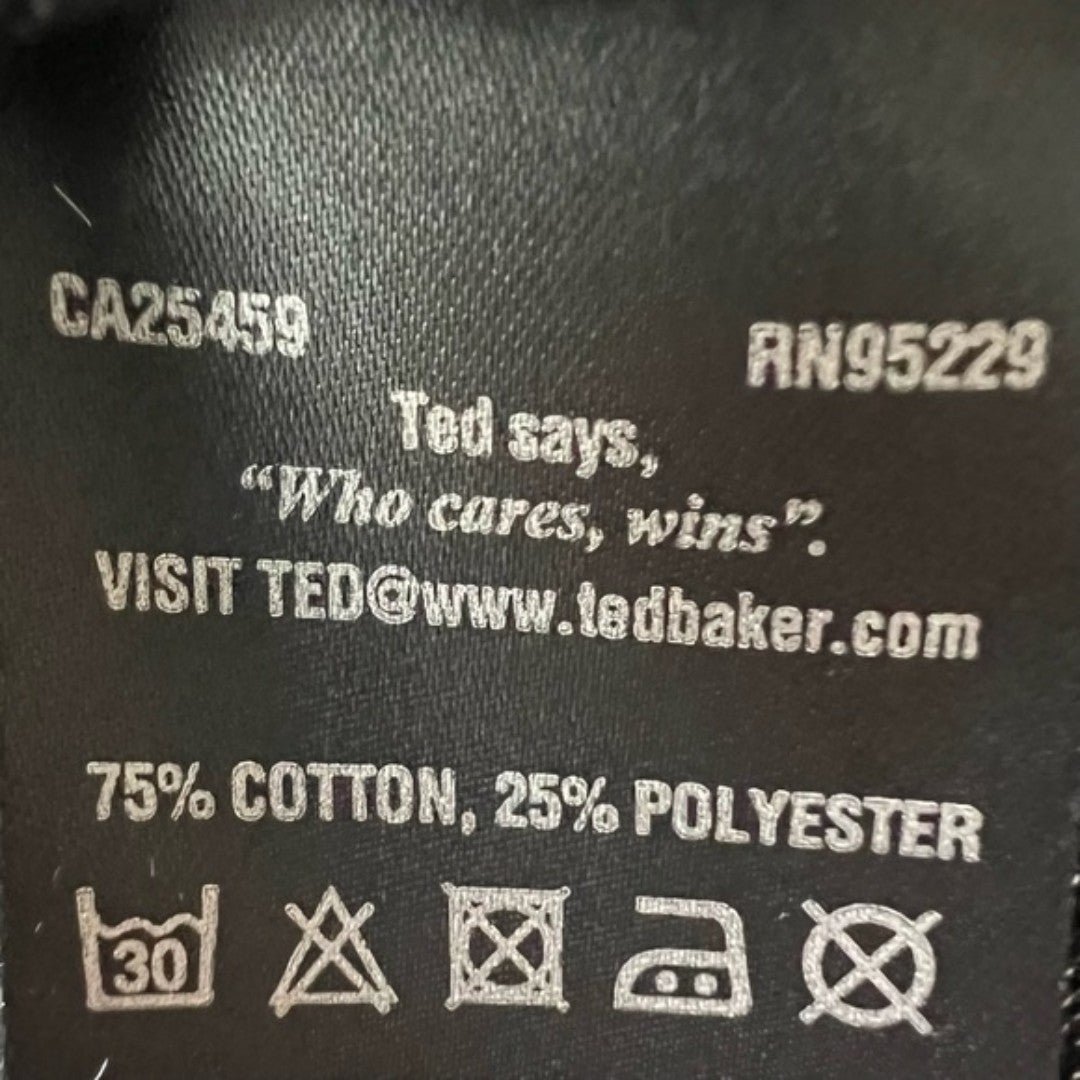 CA25459 RN95229
Ted says,
“Who cares, wins”.
VISIT TED@www.tedbaker.com
75% COTTON, 25% POLYESTER
30